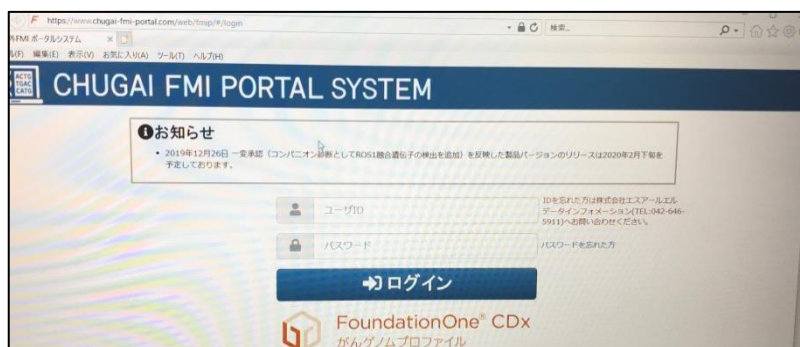 https://www.chugai-fmi-portal.com/web/fmip/#/login
検索...
FMI ポータルシステム
編集(E) 表示(V) お気に入り(A) ツール(T) ヘルプ(H)
ACTG
TGAC
CATG
CHUGAI FMI PORTAL SYSTEM
お知らせ
• 2019年12月26日 一変承認（コンパニオン診断としてROS1融合遺伝子の検出を追加）を反映した製品バージョンのリリースは2020年2月下旬を
予定しております。
ユーザID
IDを忘れた方は株式会社エスアールエル
データインフォメーション(TEL:042-646-
5911)へお問い合わせください。
パスワード
パスワードを忘れた方
ログイン
FoundationOne® CDx
がんゲノムプロファイル